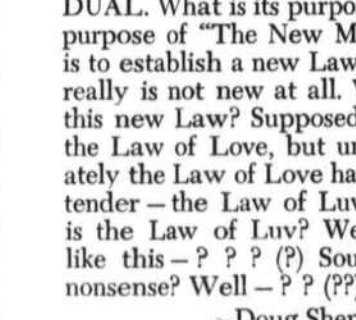 DUAL. What is its purpo
purpose of “The New M
is to establish a new Law
really is not new at all.
this new Law? Supposed
the Law of Love, but un
ately the Law of Love ha
tender — the Law of Luv
is the Law of Luv? We
like this — ? ? ? (?) Sou
nonsense? Well — ? ? (??
—Doug Sher